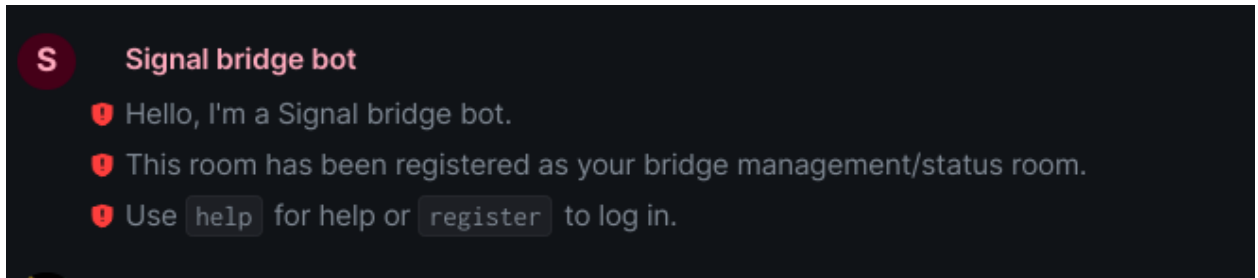 S
Signal bridge bot
Hello, I'm a Signal bridge bot.
This room has been registered as your bridge management/status room.
Use help for help or register to log in.